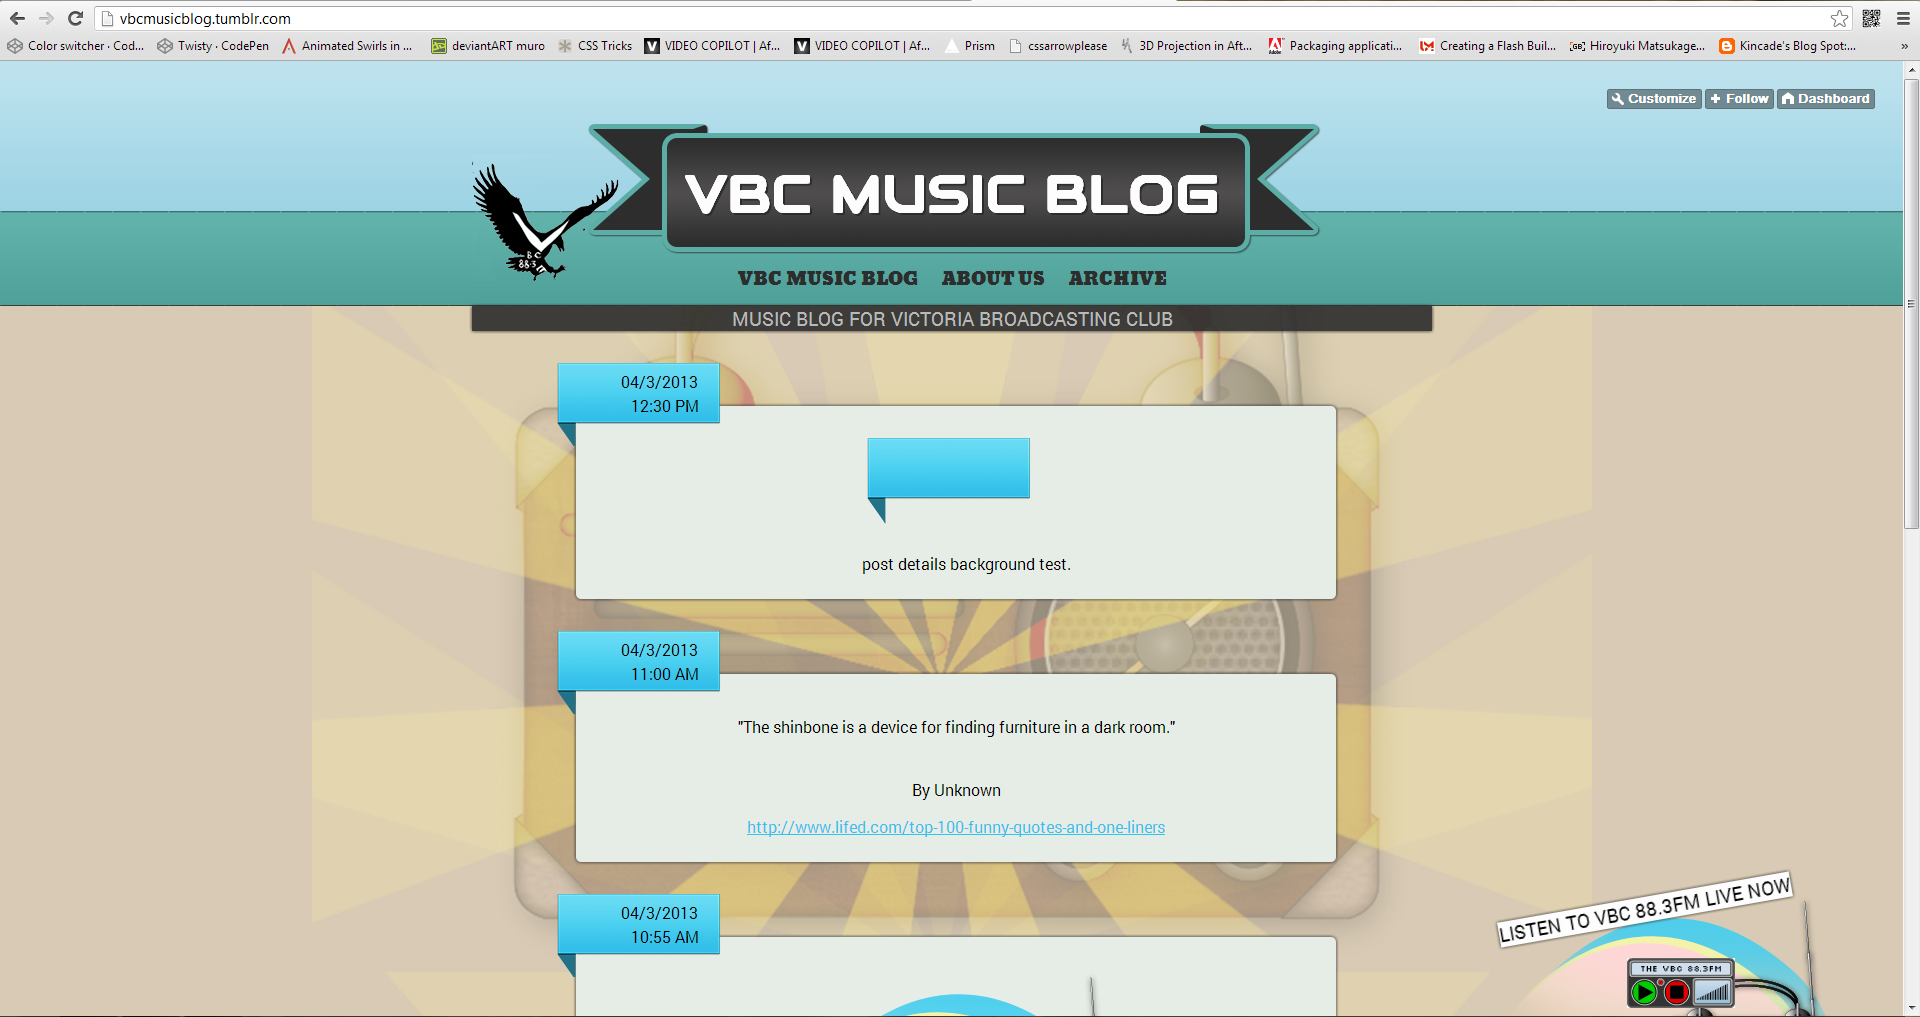 vbcmusicblog.tumblr.com
Color switcher · Cod... Twisty · CodePen Animated Swirls in ... deviantART muro CSS Tricks VIDEO COPILOT | Af... VIDEO COPILOT | Af... Prism cssarrowplease 3D Projection in Aft... Packaging applicati... Creating a Flash Buil... Hiroyuki Matsukage... Kincade's Blog Spot:... »
Customize + Follow Dashboard
VBC MUSIC BLOG
B C
88.3
VBC MUSIC BLOG ABOUT US ARCHIVE
MUSIC BLOG FOR VICTORIA BROADCASTING CLUB
04/3/2013
12:30 PM
post details background test.
04/3/2013
11:00 AM
"The shinbone is a device for finding furniture in a dark room."
By Unknown
http://www.lifed.com/top-100-funny-quotes-and-one-liners
04/3/2013
10:55 AM
LISTEN TO VBC 88.3FM LIVE NOW
THE VBC 88.3FM